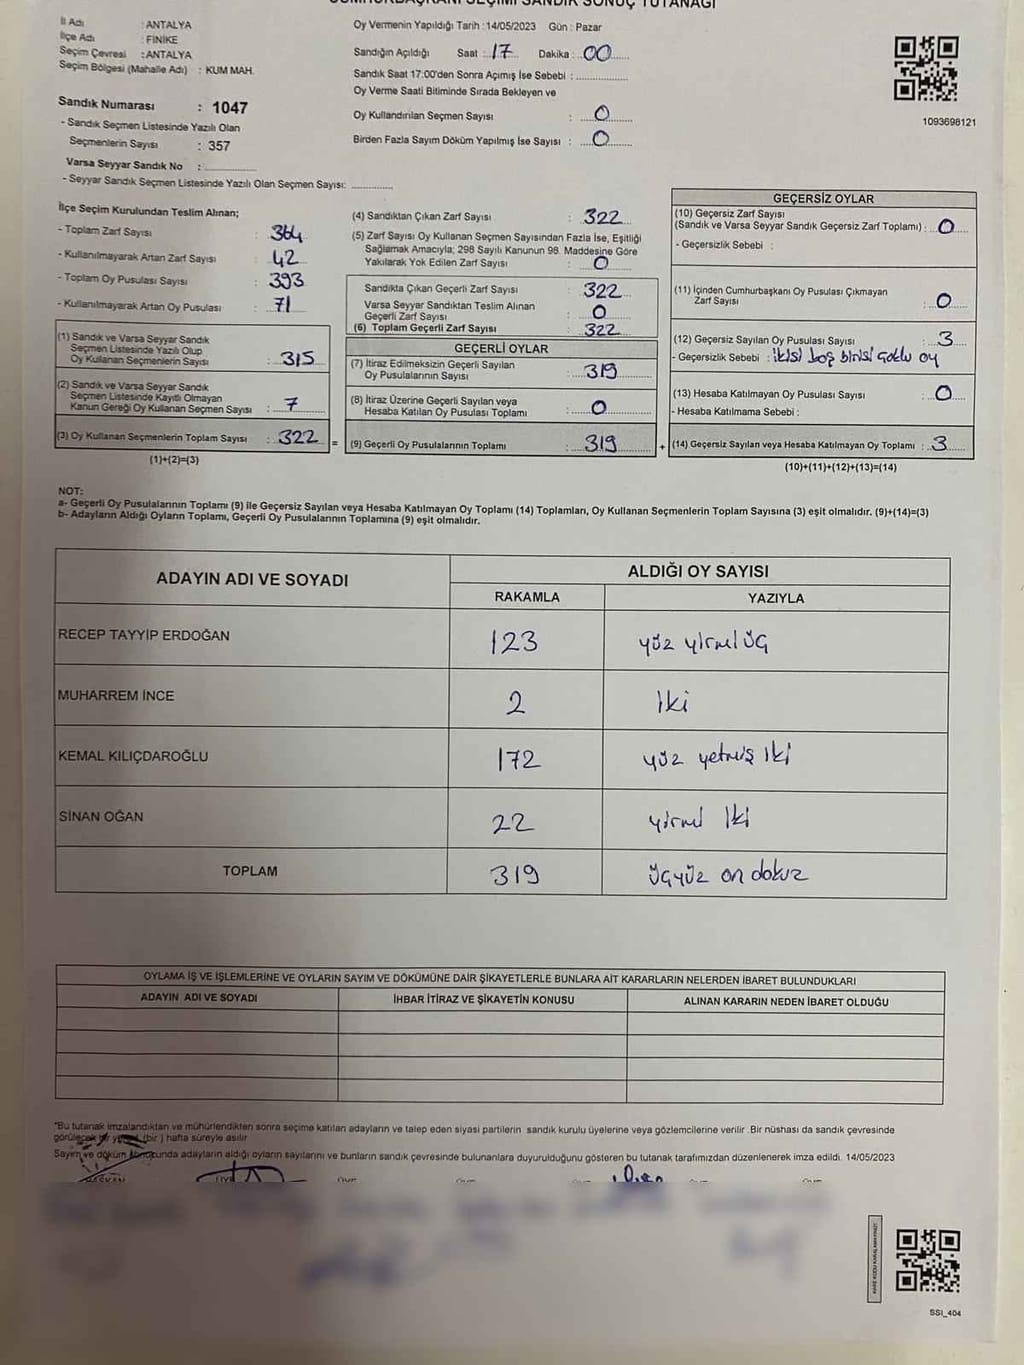 CUMHURBAŞKANI SEÇİMİ SANDIK SONUÇ TUTANAĞI
İl Adı : ANTALYA
İlçe Adı : FİNİKE
Seçim Çevresi : ANTALYA
Seçim Bölgesi (Mahalle Adı) : KUM MAH.
Sandık Numarası : 1047
- Sandık Seçmen Listesinde Yazılı Olan
Seçmenlerin Sayısı : 357
Varsa Seyyar Sandık No : ..............
- Seyyar Sandık Seçmen Listesinde Yazılı Olan Seçmen Sayısı: ..............
Oy Vermenin Yapıldığı Tarih : 14/05/2023 Gün : Pazar
Sandığın Açıldığı Saat : 17 Dakika : 00
Sandık Saat 17:00'den Sonra Açımış İse Sebebi : ..............
Oy Verme Saati Bitiminde Sırada Bekleyen ve
Oy Kullandırılan Seçmen Sayısı : 0
Birden Fazla Sayım Döküm Yapılmış İse Sayısı : 0
1093698121
İlçe Seçim Kurulundan Teslim Alınan;
- Toplam Zarf Sayısı : 364
- Kullanılmayarak Artan Zarf Sayısı : 42
- Toplam Oy Pusulası Sayısı : 393
- Kullanılmayarak Artan Oy Pusulası : 71
(1) Sandık ve Varsa Seyyar Sandık
Seçmen Listesinde Yazılı Olup
Oy Kullanan Seçmenlerin Sayısı : 315
(2) Sandık ve Varsa Seyyar Sandık
Seçmen Listesinde Kayıtlı Olmayan
Kanun Gereği Oy Kullanan Seçmen Sayısı : 7
(3) Oy Kullanan Seçmenlerin Toplam Sayısı : 322 =
(1)+(2)=(3)
(4) Sandıktan Çıkan Zarf Sayısı : 322
(5) Zarf Sayısı Oy Kullanan Seçmen Sayısından Fazla İse, Eşitliği
Sağlamak Amacıyla; 298 Sayılı Kanunun 98. Maddesine Göre
Yakılarak Yok Edilen Zarf Sayısı : 0
Sandıkta Çıkan Geçerli Zarf Sayısı : 322
Varsa Seyyar Sandıktan Teslim Alınan
Geçerli Zarf Sayısı : 0
(6) Toplam Geçerli Zarf Sayısı : 322
GEÇERLİ OYLAR
(7) İtiraz Edilmeksizin Geçerli Sayılan
Oy Pusulalarının Sayısı : 319
(8) İtiraz Üzerine Geçerli Sayılan veya
Hesaba Katılan Oy Pusulası Toplamı : 0
(9) Geçerli Oy Pusulalarının Toplamı : 319 +
GEÇERSİZ OYLAR
(10) Geçersiz Zarf Sayısı
(Sandık ve Varsa Seyyar Sandık Geçersiz Zarf Toplamı) : 0
- Geçersizlik Sebebi :
(11) İçinden Cumhurbaşkanı Oy Pusulası Çıkmayan
Zarf Sayısı : 0
(12) Geçersiz Sayılan Oy Pusulası Sayısı : 3
- Geçersizlik Sebebi : ikisi boş birisi çoklu oy
(13) Hesaba Katılmayan Oy Pusulası Sayısı : 0
- Hesaba Katılmama Sebebi :
(14) Geçersiz Sayılan veya Hesaba Katılmayan Oy Toplamı : 3
(10)+(11)+(12)+(13)=(14)
NOT:
a- Geçerli Oy Pusulalarının Toplamı (9) ile Geçersiz Sayılan veya Hesaba Katılmayan Oy Toplamı (14) Toplamları, Oy Kullanan Seçmenlerin Toplam Sayısına (3) eşit olmalıdır. (9)+(14)=(3)
b- Adayların Aldığı Oyların Toplamı, Geçerli Oy Pusulalarının Toplamına (9) eşit olmalıdır.
ADAYIN ADI VE SOYADI ALDIĞI OY SAYISI
RAKAMLA YAZIYLA
RECEP TAYYİP ERDOĞAN 123 yüz yirmi üç
MUHARREM İNCE 2 iki
KEMAL KILIÇDAROĞLU 172 yüz yetmiş iki
SİNAN OĞAN 22 yirmi iki
TOPLAM 319 üçyüz on dokuz
OYLAMA İŞ VE İŞLEMLERİNE VE OYLARIN SAYIM VE DÖKÜMÜNE DAİR ŞİKAYETLERLE BUNLARA AİT KARARLARIN NELERDEN İBARET BULUNDUKLARI
ADAYIN ADI VE SOYADI İHBAR İTİRAZ VE ŞİKAYETİN KONUSU ALINAN KARARIN NEDEN İBARET OLDUĞU
"Bu tutanak imzalandıktan ve mühürlendikten sonra seçime katılan adayların ve talep eden siyasi partilerin sandık kurulu üyelerine veya gözlemcilerine verilir .Bir nüshası da sandık çevresinde
görülecek bir yere (bir ) hafta süreyle asılır
Sayım ve döküm sonucunda adayların aldığı oyların sayılarını ve bunların sandık çevresinde bulunanlara duyurulduğunu gösteren bu tutanak tarafımızdan düzenlenerek imza edildi. 14/05/2023
SSI_404